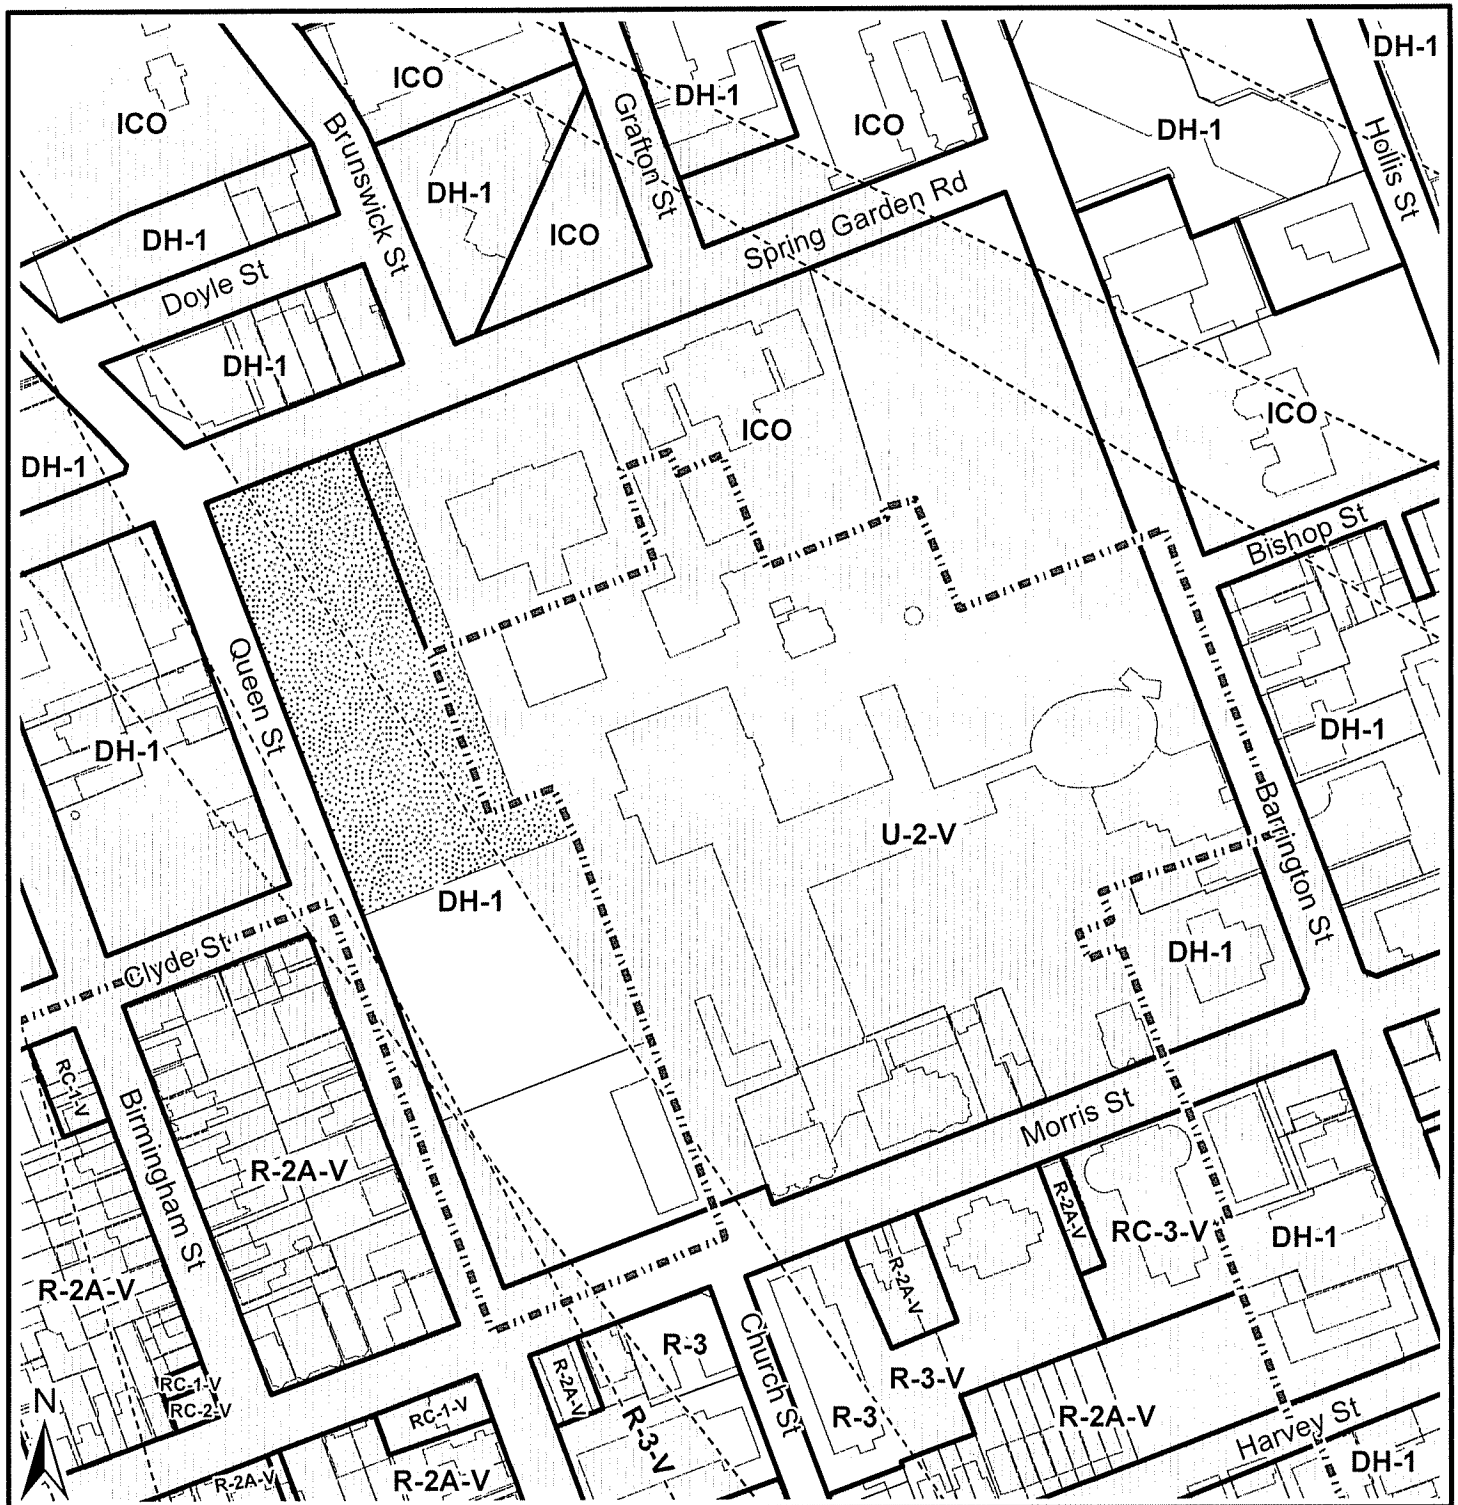 DH-1
ICO
Grafton St
DH-1
ICO
ICO
DH-1
Hollis St
Brunswick St
DH-1
ICO
DH-1
Spring Garden Rd
Doyle St
DH-1
ICO
ICO
DH-1
Bishop St
Queen St
DH-1
DH-1
Barrington St
U-2-V
DH-1
DH-1
Clyde St
RC-1-V
Birmingham St
Morris St
R-2A-V
R-2A-V
RC-3-V
DH-1
R-2A-V
R-2A-V
Church St
R-3
R-2A-V
R-3-V
RC-1-V
RC-2-V
N
RC-1-V
R-3-V
R-3
R-2A-V
Harvey St
DH-1
R-2A-V
R-2A-V